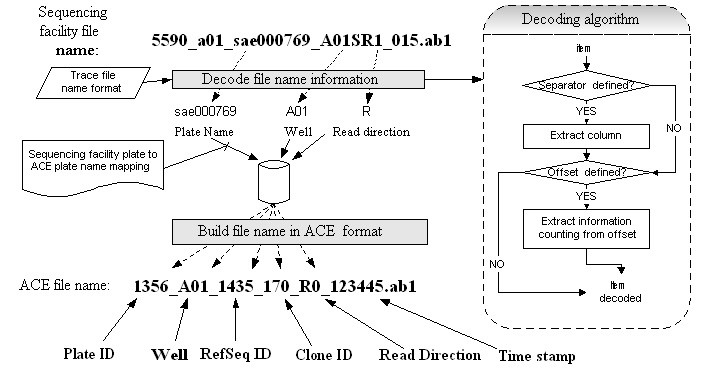 Sequencing
facility file
name:
5590_a01_sae000769_A01SR1_015.ab1
Trace file
name format
Decode file name information
sae000769 A01 R
Plate Name Well Read direction
Sequencing facility plate to
ACE plate name mapping
Build file name in ACE format
ACE file name: 1356_A01_1435_170_R0_123445.ab1
Plate ID Well RefSeq ID Clone ID Read Direction Time stamp
Decoding algorithm
item
Separator defined?
YES
NO
Extract column
Offset defined?
YES
NO
Extract information
counting from offset
Item
decoded